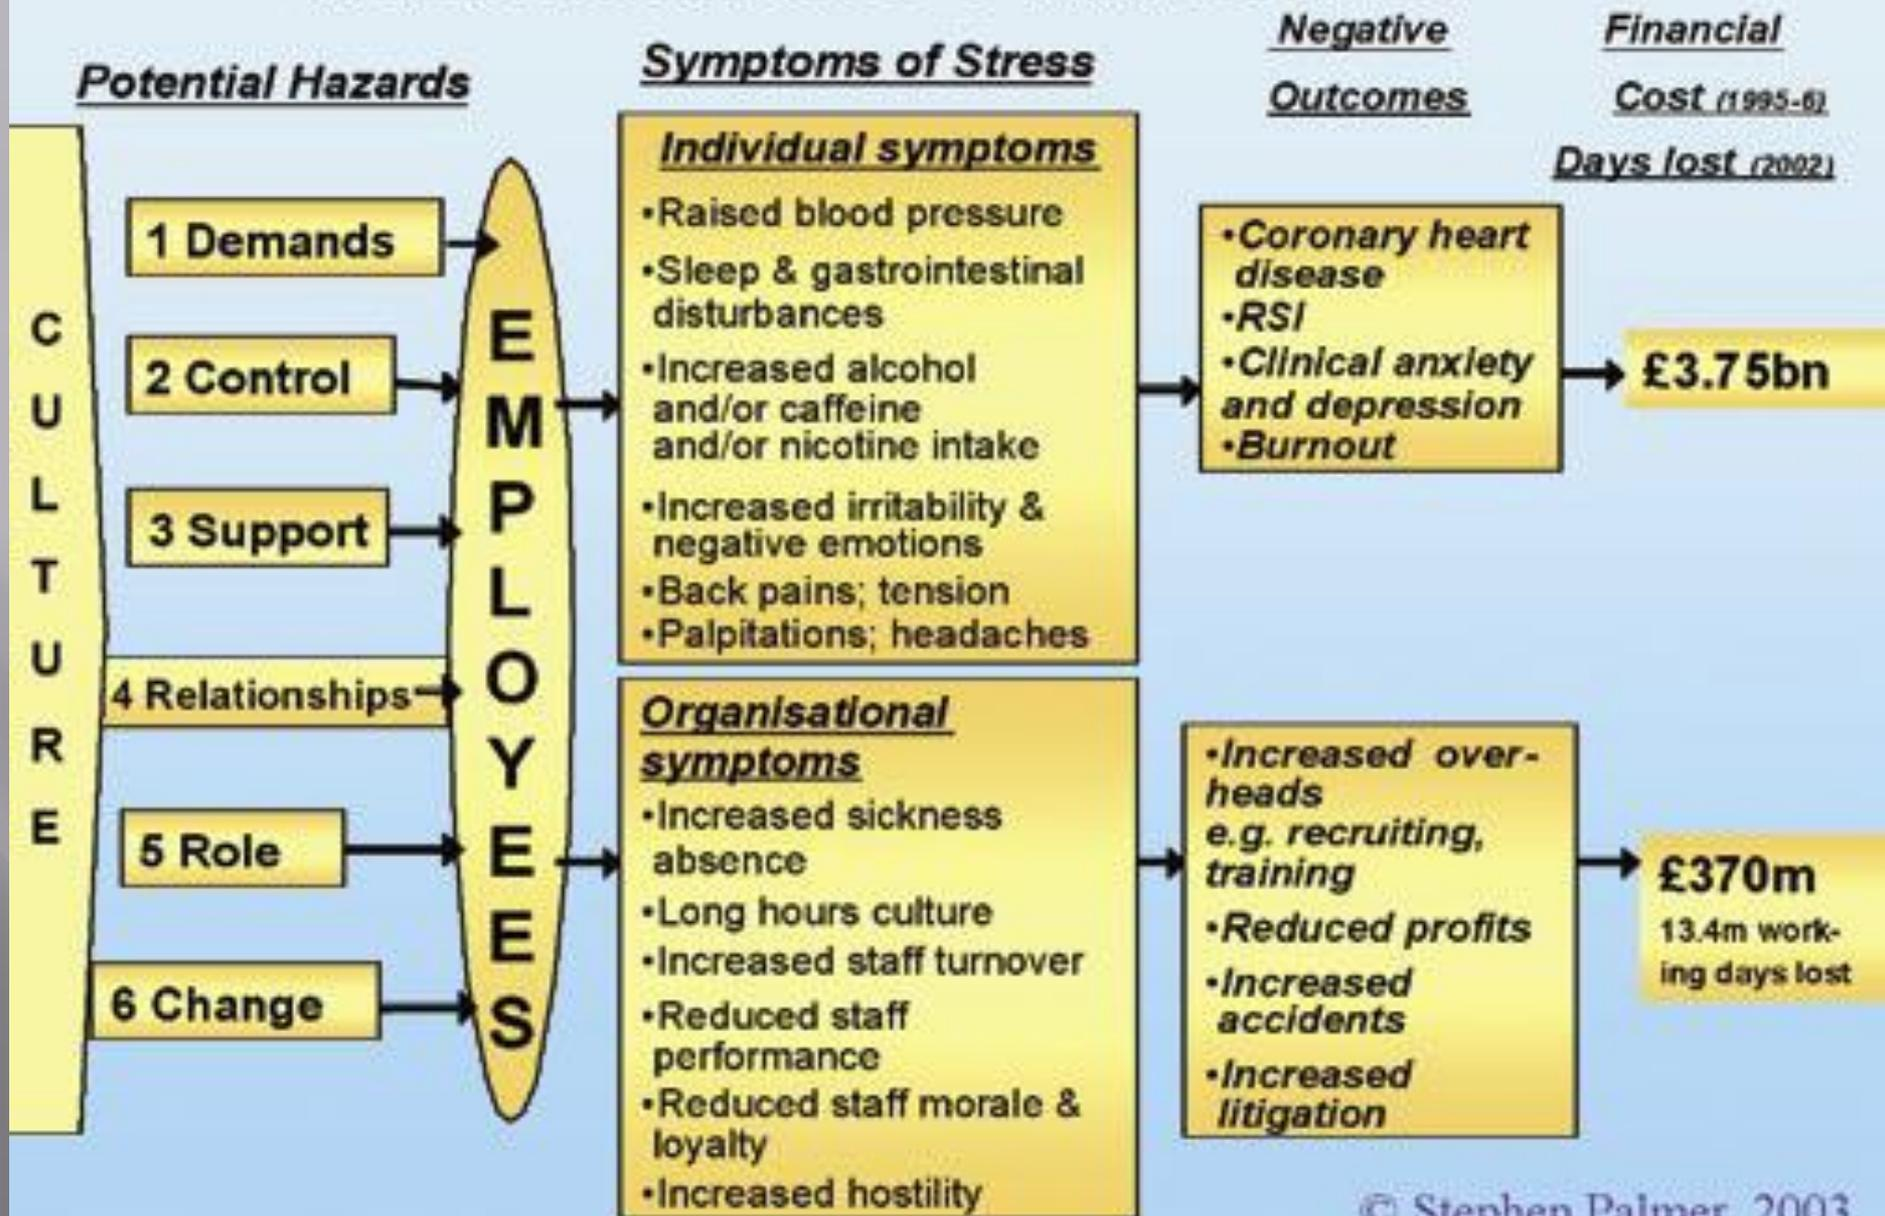 Potential Hazards
CULTURE
1 Demands
2 Control
3 Support
4 Relationships
5 Role
6 Change
EMPLOYEES
Symptoms of Stress
Individual symptoms
•Raised blood pressure
•Sleep & gastrointestinal
disturbances
•Increased alcohol
and/or caffeine
and/or nicotine intake
•Increased irritability &
negative emotions
•Back pains; tension
•Palpitations; headaches
Organisational
symptoms
•Increased sickness
absence
•Long hours culture
•Increased staff turnover
•Reduced staff
performance
•Reduced staff morale &
loyalty
•Increased hostility
Negative
Outcomes
•Coronary heart
disease
•RSI
•Clinical anxiety
and depression
•Burnout
•Increased over-
heads
e.g. recruiting,
training
•Reduced profits
•Increased
accidents
•Increased
litigation
Financial
Cost (1995-6)
Days lost (2002)
£3.75bn
£370m
13.4m work-
ing days lost
© Stephen Palmer 2003